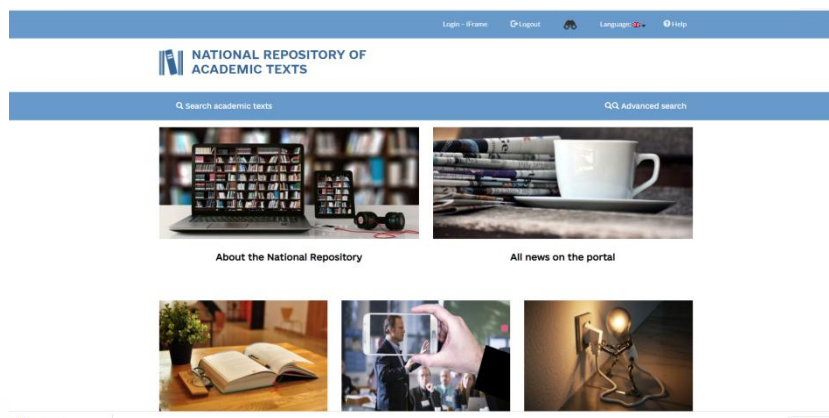 Login - IFrame Logout Language: Help
NATIONAL REPOSITORY OF
ACADEMIC TEXTS
Search academic texts Advanced search
About the National Repository All news on the portal